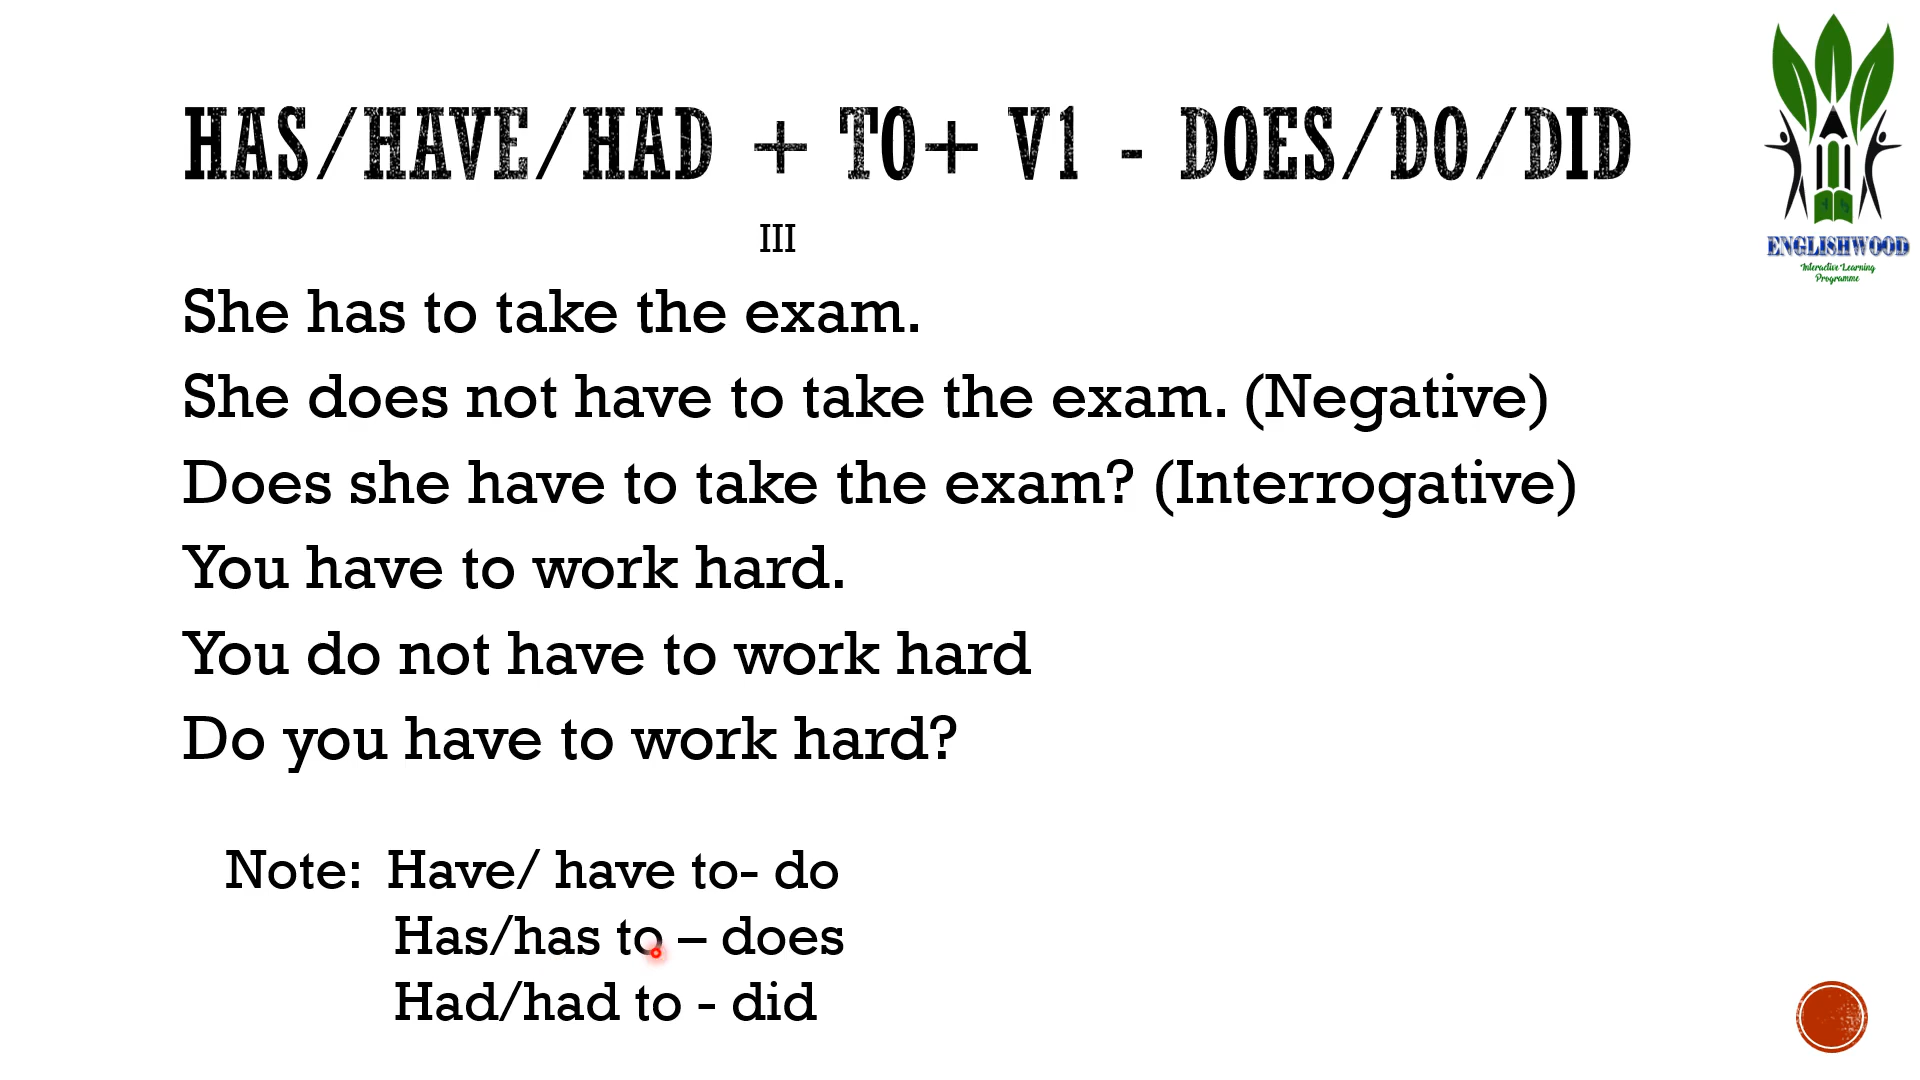 HAS/HAVE/HAD + TO+ V1 - DOES/DO/DID
III
She has to take the exam.
She does not have to take the exam. (Negative)
Does she have to take the exam? (Interrogative)
You have to work hard.
You do not have to work hard
Do you have to work hard?
Note: Have/ have to- do
Has/has to – does
Had/had to - did
ENGLISHWOOD
Interactive Learning
Programme